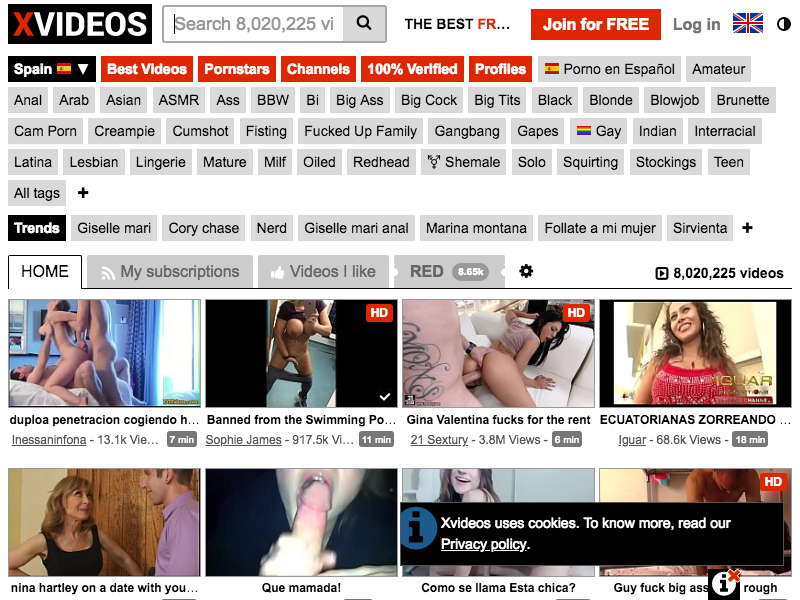 XVIDEOS Search 8,020,225 vi THE BEST FR... Join for FREE Log in
Spain ▼ Best Videos Pornstars Channels 100% Verified Profiles Porno en Español Amateur
Anal Arab Asian ASMR Ass BBW Bi Big Ass Big Cock Big Tits Black Blonde Blowjob Brunette
Cam Porn Creampie Cumshot Fisting Fucked Up Family Gangbang Gapes Gay Indian Interracial
Latina Lesbian Lingerie Mature Milf Oiled Redhead Shemale Solo Squirting Stockings Teen
All tags +
Trends Giselle mari Cory chase Nerd Giselle mari anal Marina montana Follate a mi mujer Sirvienta +
HOME My subscriptions Videos I like RED 8.65k 8,020,225 videos
HD HD
IGUAR
duploa penetracion cogiendo h... Banned from the Swimming Po... Gina Valentina fucks for the rent ECUATORIANAS ZORREANDO ...
Inessaninfona - 13.1k Vie... 7 min Sophie James - 917.5k Vi... 11 min 21 Sextury - 3.8M Views - 6 min Iguar - 68.6k Views - 18 min
HD
Xvideos uses cookies. To know more, read our
Privacy policy.
nina hartley on a date with you... Que mamada! Como se llama Esta chica? Guy fuck big ass rough